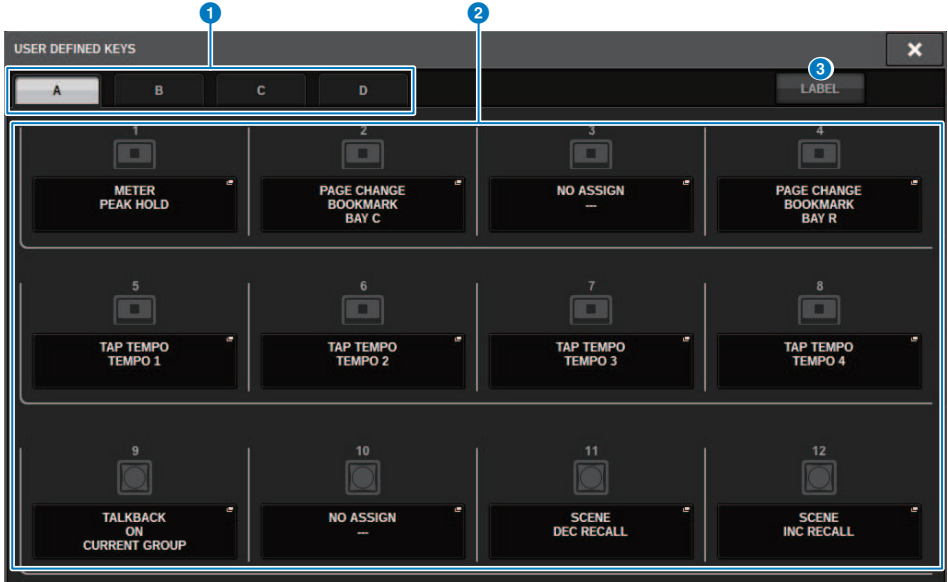 1
2
USER DEFINED KEYS
3
A
B
C
D
LABEL
1
2
3
4
METER
PEAK HOLD
PAGE CHANGE
BOOKMARK
BAY C
NO ASSIGN
---
PAGE CHANGE
BOOKMARK
BAY R
5
6
7
8
TAP TEMPO
TEMPO 1
TAP TEMPO
TEMPO 2
TAP TEMPO
TEMPO 3
TAP TEMPO
TEMPO 4
9
10
11
12
TALKBACK
ON
CURRENT GROUP
NO ASSIGN
---
SCENE
DEC RECALL
SCENE
INC RECALL